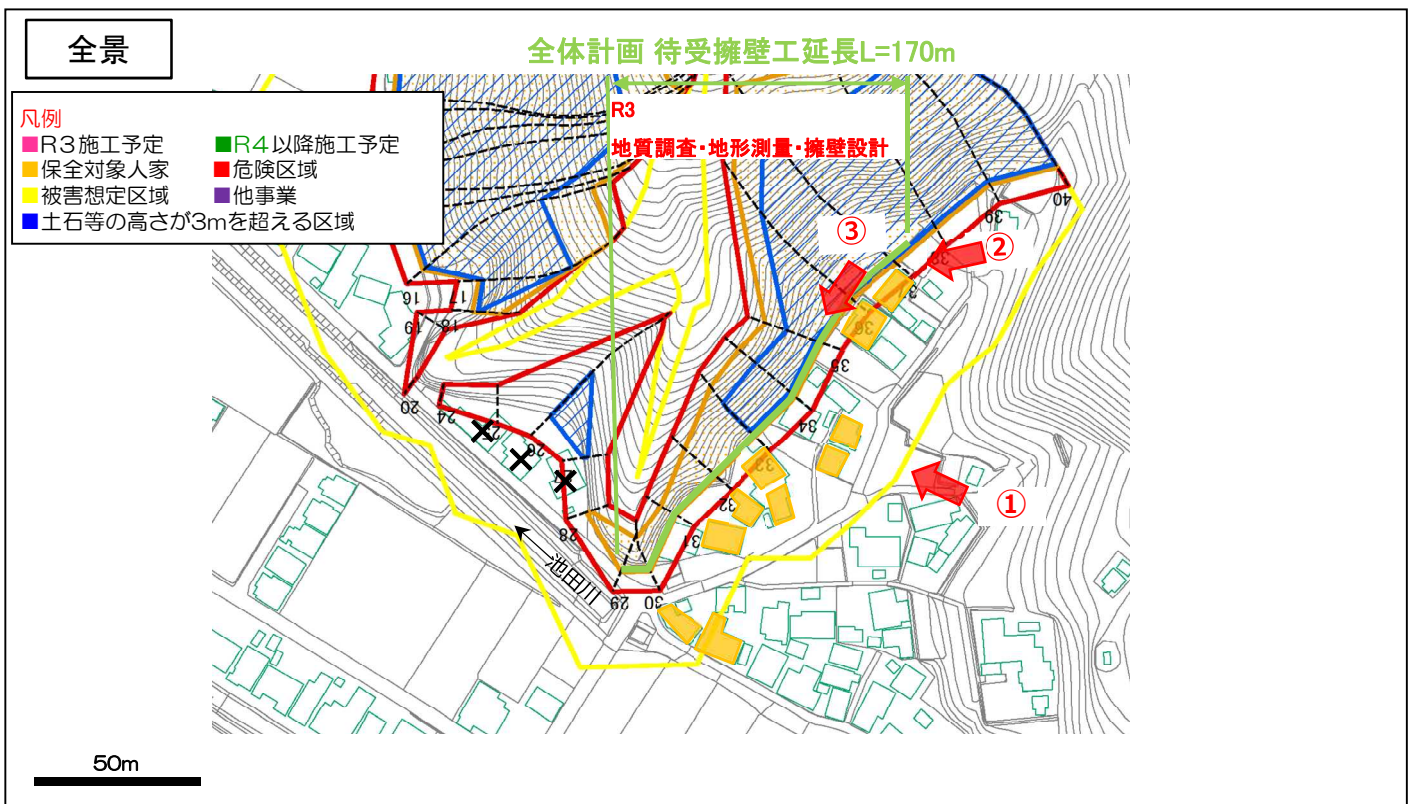 全景
全体計画 待受擁壁工延長L=170m
凡例
■R3施工予定 ■R4以降施工予定
■保全対象人家 ■危険区域
■被害想定区域 ■他事業
■土石等の高さが3mを超える区域
R3
地質調査・地形測量・擁壁設計
③
②
①
40
39
38
37
36
35
34
33
32
31
30
29
28
26
24
20
19
18
17
16
池田川
50m